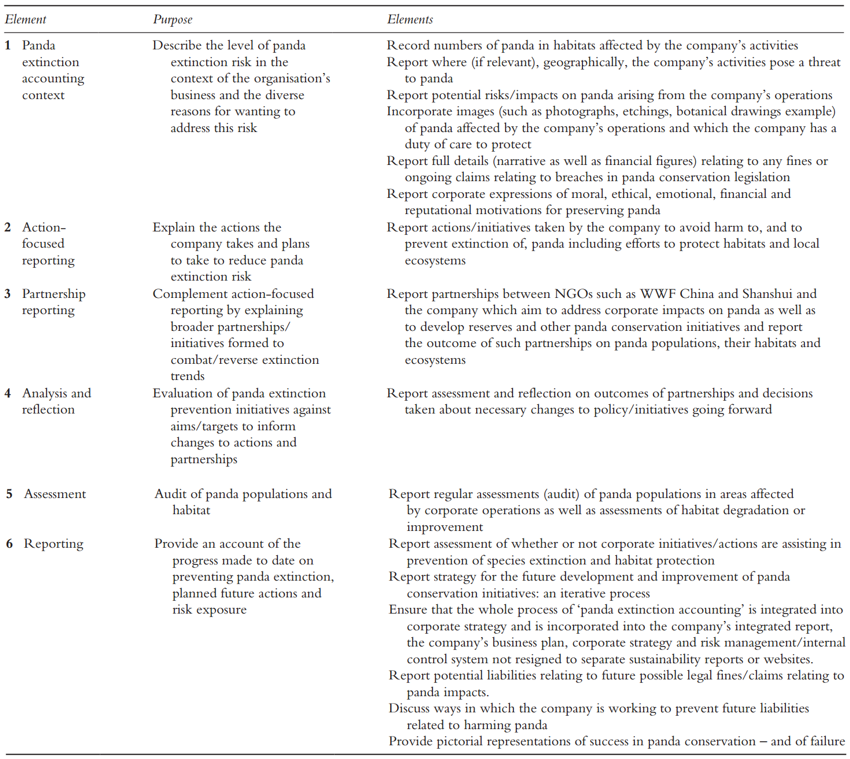 Element Purpose Elements
1 Panda extinction accounting context
Describe the level of panda extinction risk in the context of the organisation's business and the diverse reasons for wanting to address this risk
Record numbers of panda in habitats affected by the company's activities
Report where (if relevant), geographically, the company's activities pose a threat
to panda
Report potential risks/impacts on panda arising from the company's operations
Incorporate images (such as photographs, etchings, botanical drawings example)
of panda affected by the company's operations and which the company has a
duty of care to protect
Report full details (narrative as well as financial figures) relating to any fines or
ongoing claims relating to breaches in panda conservation legislation
Report corporate expressions of moral, ethical, emotional, financial and
reputational motivations for preserving panda
2 Action-
focused
reporting
Explain the actions the
company takes and plans
to take to reduce panda
extinction risk
Report actions/initiatives taken by the company to avoid harm to, and to
prevent extinction of, panda including efforts to protect habitats and local
ecosystems
3 Partnership
reporting
Complement action-focused
reporting by explaining
broader partnerships/
initiatives formed to
combat/reverse extinction
trends
Report partnerships between NGOs such as WWF China and Shanshui and
the company which aim to address corporate impacts on panda as well as
to develop reserves and other panda conservation initiatives and report
the outcome of such partnerships on panda populations, their habitats and
ecosystems
4 Analysis and
reflection
Evaluation of panda extinction
prevention initiatives against
aims/targets to inform
changes to actions and
partnerships
Report assessment and reflection on outcomes of partnerships and decisions
taken about necessary changes to policy/initiatives going forward
5 Assessment
Audit of panda populations and
habitat
Report regular assessments (audit) of panda populations in areas affected
by corporate operations as well as assessments of habitat degradation or
improvement
6 Reporting
Provide an account of the
progress made to date on
preventing panda extinction,
planned future actions and
risk exposure
Report assessment of whether or not corporate initiatives/actions are assisting in
prevention of species extinction and habitat protection
Report strategy for the future development and improvement of panda
conservation initiatives: an iterative process
Ensure that the whole process of 'panda extinction accounting' is integrated into
corporate strategy and is incorporated into the company's integrated report,
the company's business plan, corporate strategy and risk management/internal
control system not resigned to separate sustainability reports or websites.
Report potential liabilities relating to future possible legal fines/claims relating to
panda impacts.
Discuss ways in which the company is working to prevent future liabilities
related to harming panda
Provide pictorial representations of success in panda conservation – and of failure